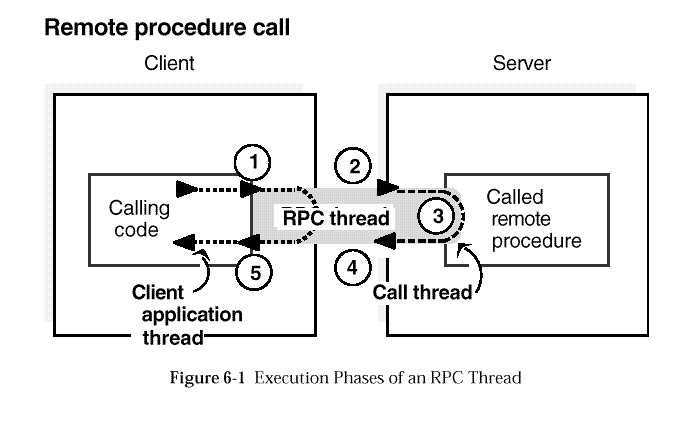 Remote procedure call
Client
Server
1
2
Calling
code
RPC thread
3
Called
remote
procedure
5
4
Client
application
thread
Call thread
Figure 6-1 Execution Phases of an RPC Thread